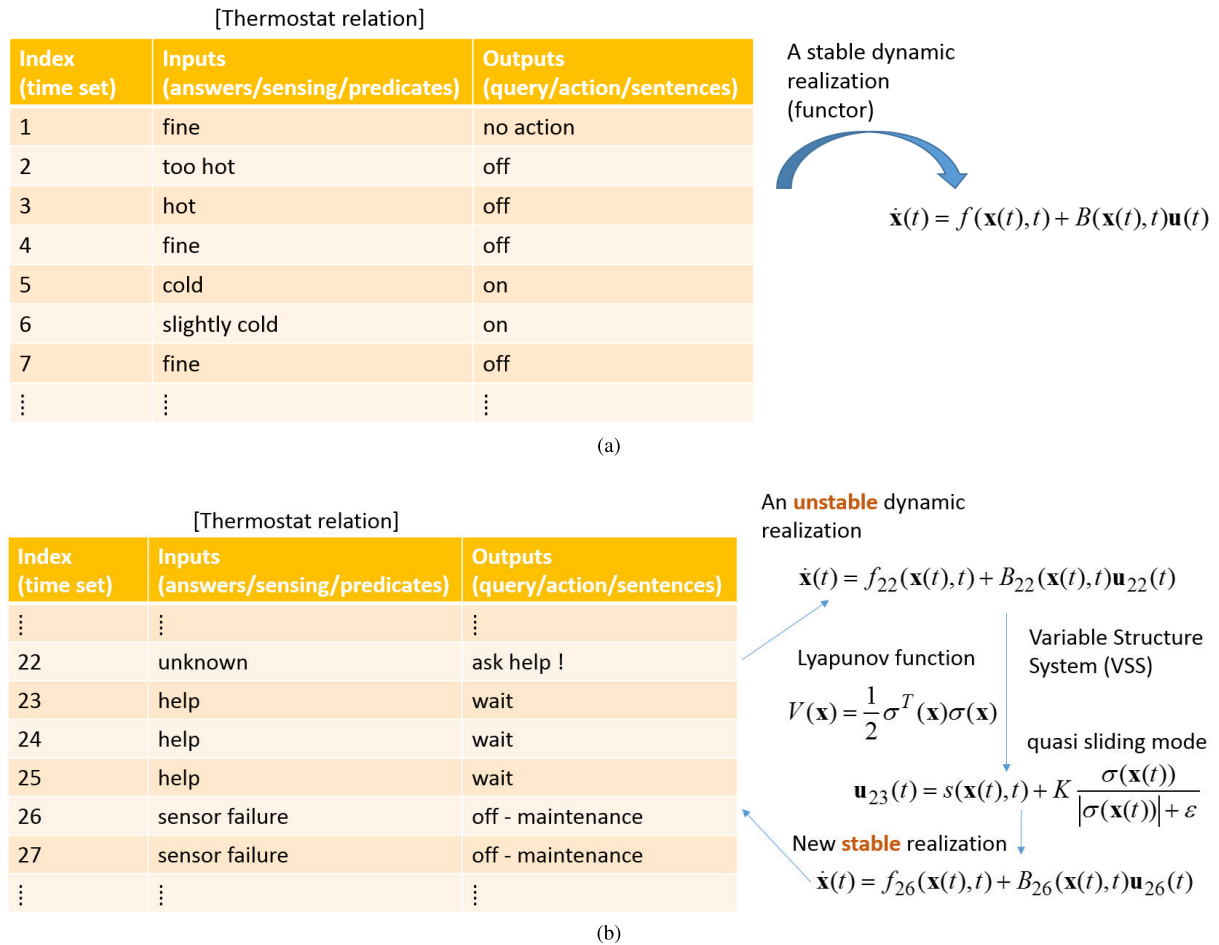 [Thermostat relation]
Index (time set) Inputs (answers/sensing/predicates) Outputs (query/action/sentences)
1 fine no action
2 too hot off
3 hot off
4 fine off
5 cold on
6 slightly cold on
7 fine off
⋮ ⋮ ⋮
A stable dynamic
realization
(functor)
ẋ(t) = f(x(t),t) + B(x(t),t)u(t)
(a)
[Thermostat relation]
Index (time set) Inputs (answers/sensing/predicates) Outputs (query/action/sentences)
⋮ ⋮ ⋮
22 unknown ask help !
23 help wait
24 help wait
25 help wait
26 sensor failure off - maintenance
27 sensor failure off - maintenance
⋮ ⋮ ⋮
An unstable dynamic
realization
ẋ(t) = f₂₂(x(t),t) + B₂₂(x(t),t)u₂₂(t)
Variable Structure
System (VSS)
Lyapunov function
V(x) = 1/2 σᵀ(x)σ(x)
quasi sliding mode
u₂₃(t) = s(x(t),t) + K σ(x(t)) / (|σ(x(t))| + ε)
New stable realization
ẋ(t) = f₂₆(x(t),t) + B₂₆(x(t),t)u₂₆(t)
(b)